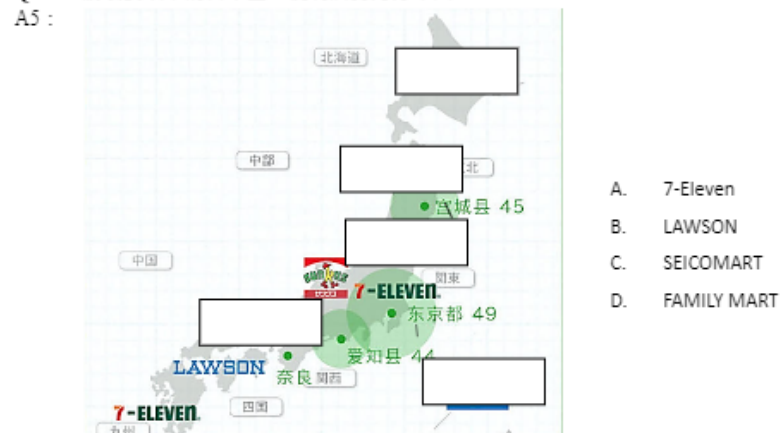 A5 :
北海道
中部
北
宮城县 45
A. 7-Eleven
B. LAWSON
C. SEICOMART
D. FAMILY MART
中国
関東
7-ELEVEN
东京都 49
爱知县 44
LAWSON
奈良
関西
7-ELEVEN
四国
九州